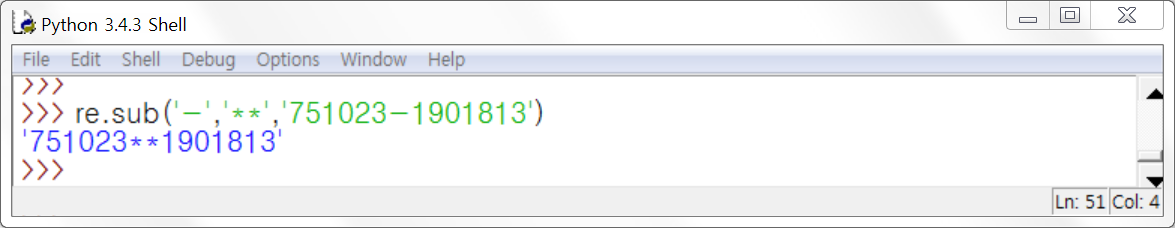 Python 3.4.3 Shell
File Edit Shell Debug Options Window Help
>>>
>>> re.sub('-','**','751023-1901813')
'751023**1901813'
>>>
Ln: 51 Col: 4